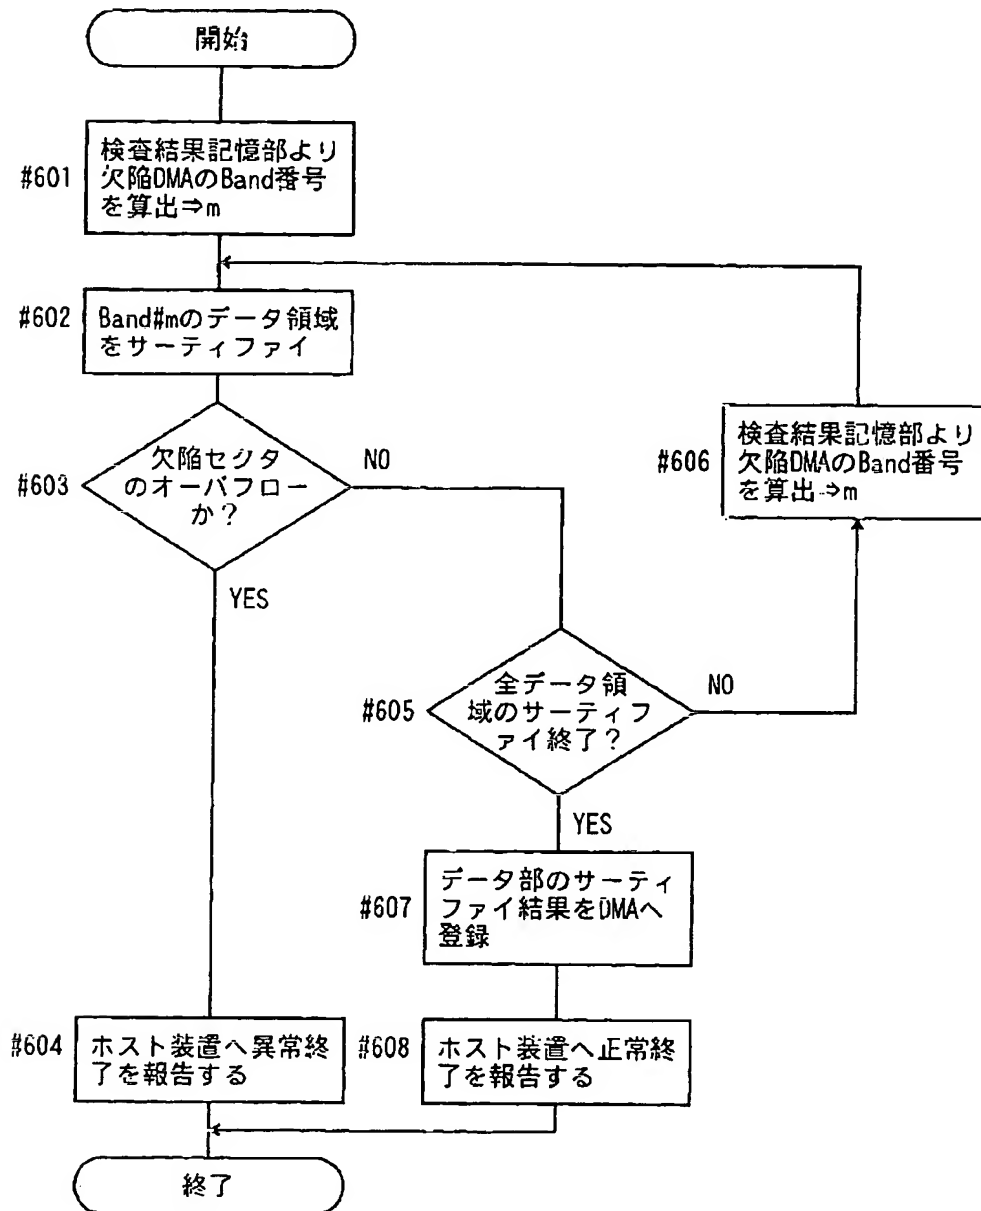 開始
#601
検査結果記憶部より
欠陥DMAのBand番号
を算出⇒m
#602
Band#mのデータ領域
をサーティファイ
#603
欠陥セクタ
のオーバフロー
か？
NO
YES
#604
ホスト装置へ異常終
了を報告する
#605
全データ領
域のサーティフ
ァイ終了？
NO
YES
#606
検査結果記憶部より
欠陥DMAのBand番号
を算出⇒m
#607
データ部のサーティ
ファイ結果をDMAへ
登録
#608
ホスト装置へ正常終
了を報告する
終了